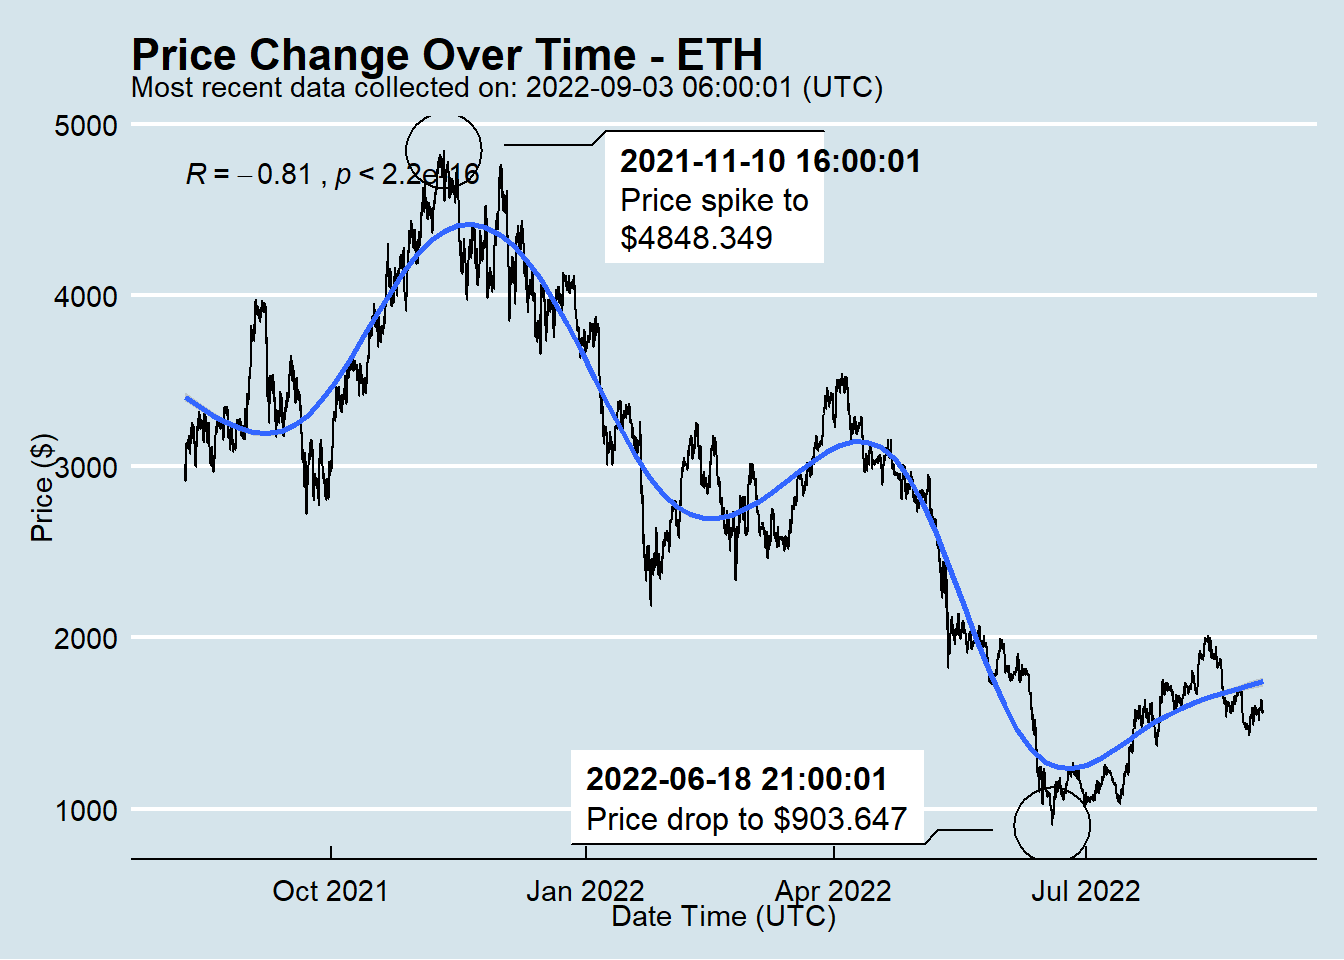 Price Change Over Time - ETH
Most recent data collected on: 2022-09-03 06:00:01 (UTC)
5000
4000
3000
2000
1000
Price ($)
R = −0.81 , p < 2.2e-16
2021-11-10 16:00:01
Price spike to
$4848.349
2022-06-18 21:00:01
Price drop to $903.647
Oct 2021
Jan 2022
Apr 2022
Jul 2022
Date Time (UTC)